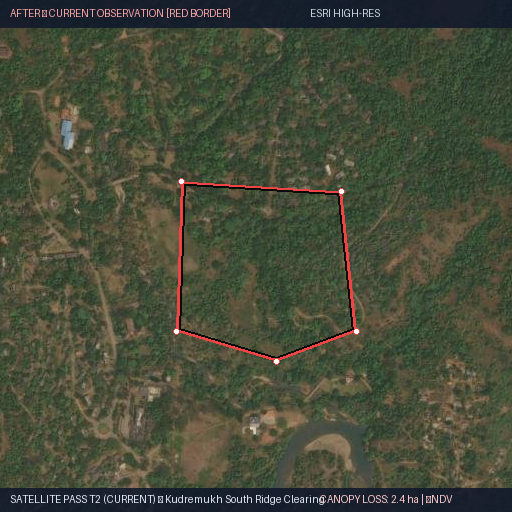 AFTER▯CURRENT OBSERVATION [RED BORDER]
ESRI HIGH-RES
SATELLITE PASS T2 (CURRENT)▯Kudremukh South Ridge Clearing
CANOPY LOSS: 2.4 ha | ▯NDV